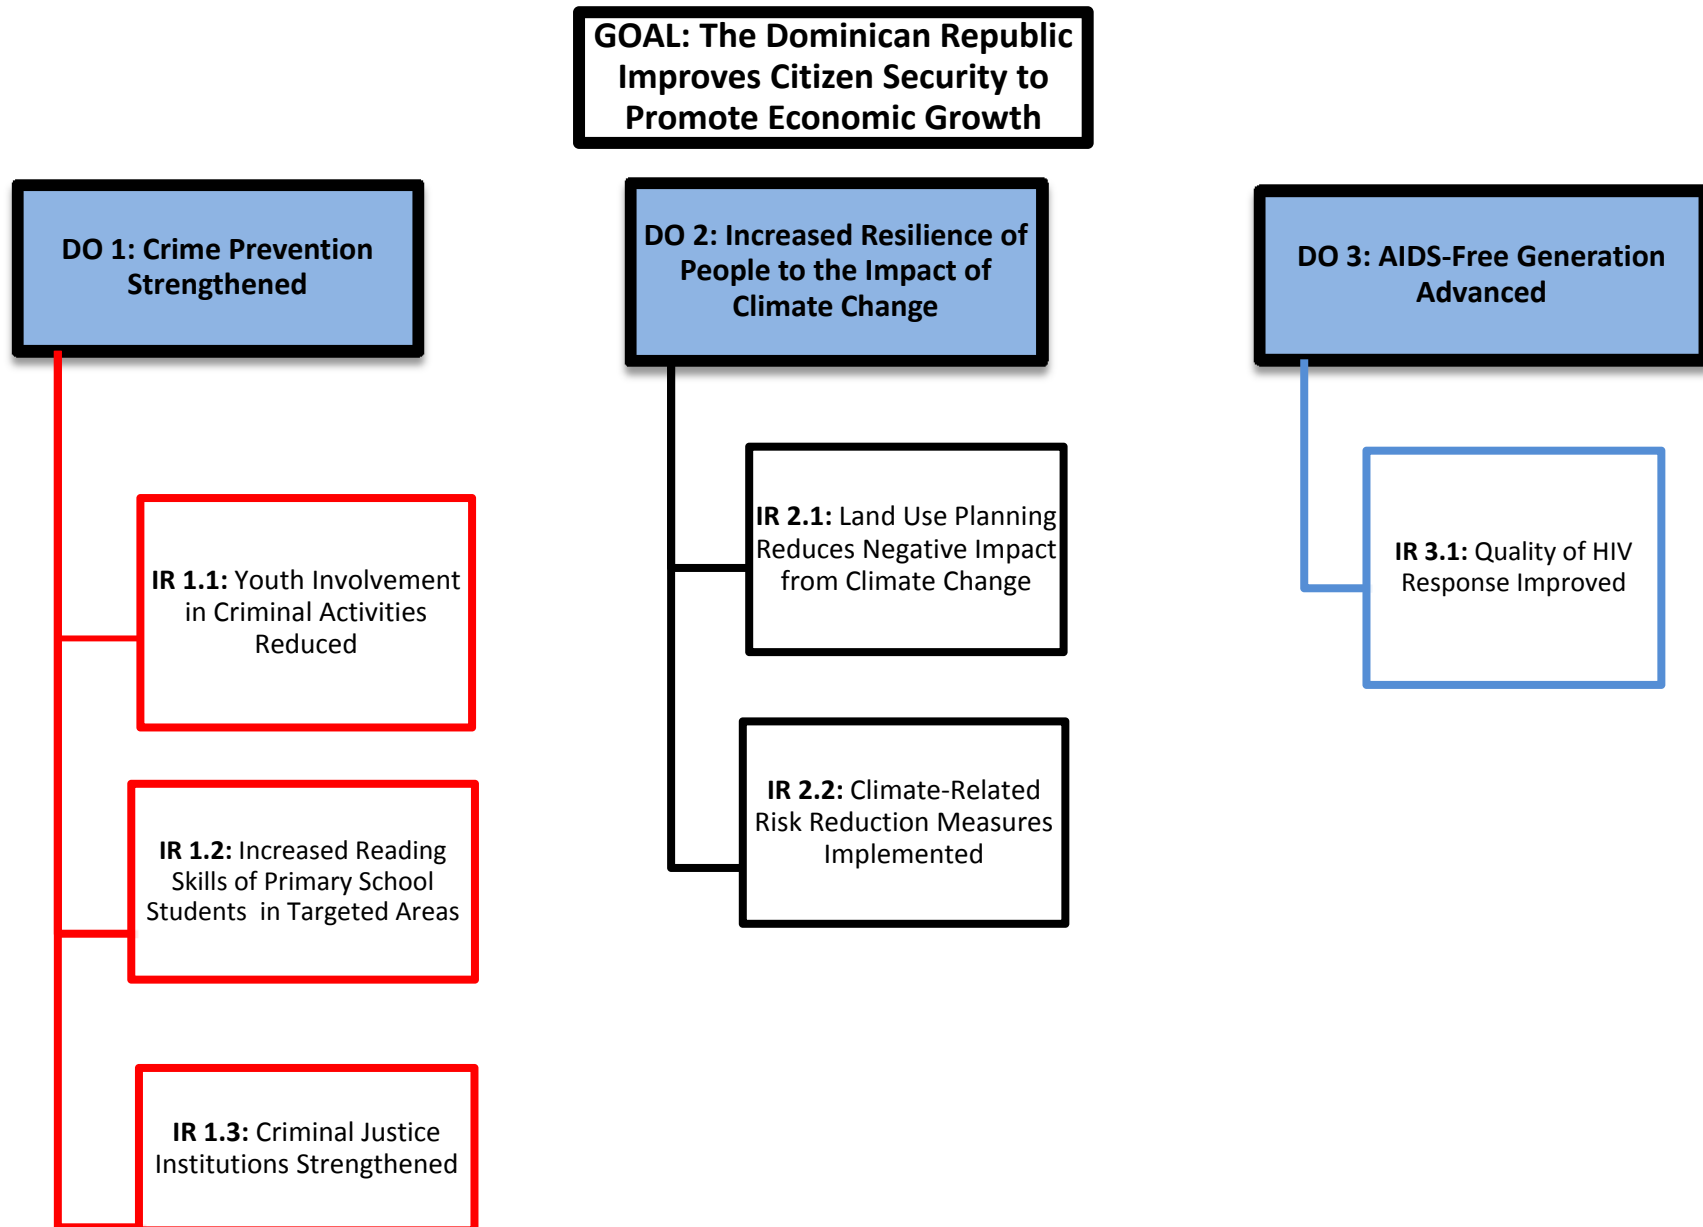 GOAL: The Dominican Republic
Improves Citizen Security to
Promote Economic Growth
DO 1: Crime Prevention
Strengthened
DO 2: Increased Resilience of
People to the Impact of
Climate Change
DO 3: AIDS-Free Generation
Advanced
IR 1.1: Youth Involvement
in Criminal Activities
Reduced
IR 1.2: Increased Reading
Skills of Primary School
Students in Targeted Areas
IR 1.3: Criminal Justice
Institutions Strengthened
IR 2.1: Land Use Planning
Reduces Negative Impact
from Climate Change
IR 2.2: Climate-Related
Risk Reduction Measures
Implemented
IR 3.1: Quality of HIV
Response Improved